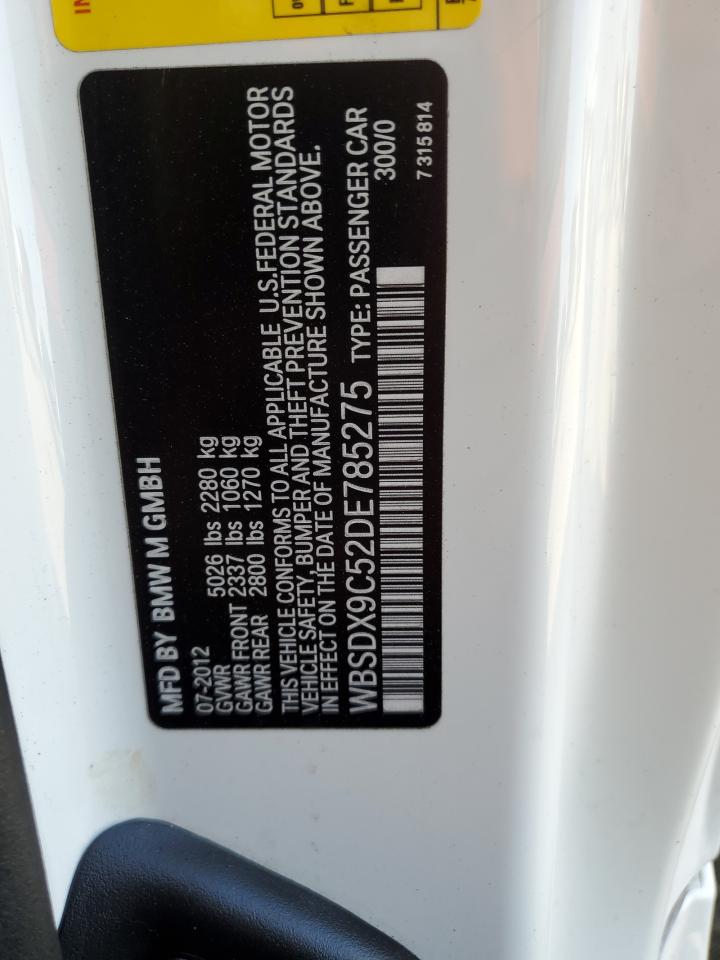 MFD BY BMW M GMBH
07-2012
GVWR 5026 lbs 2280 kg
GAWR FRONT 2337 lbs 1060 kg
GAWR REAR 2800 lbs 1270 kg
THIS VEHICLE CONFORMS TO ALL APPLICABLE U.S.FEDERAL MOTOR
VEHICLE SAFETY, BUMPER AND THEFT PREVENTION STANDARDS
IN EFFECT ON THE DATE OF MANUFACTURE SHOWN ABOVE.
WBSDX9C52DE785275 TYPE: PASSENGER CAR
300/0
7 315 814